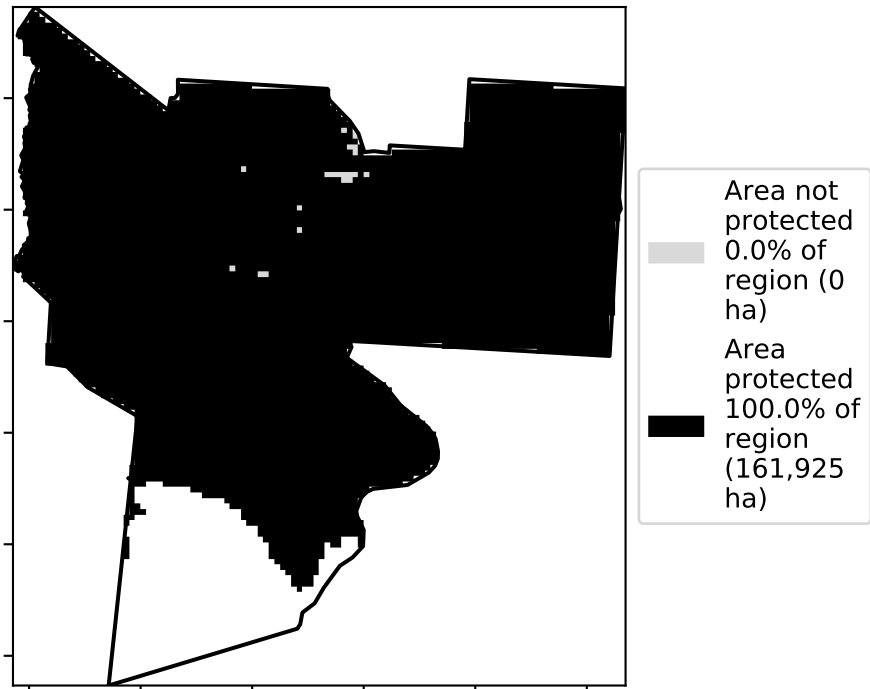 Area not
protected
0.0% of
region (0
ha)
Area
protected
100.0% of
region
(161,925
ha)